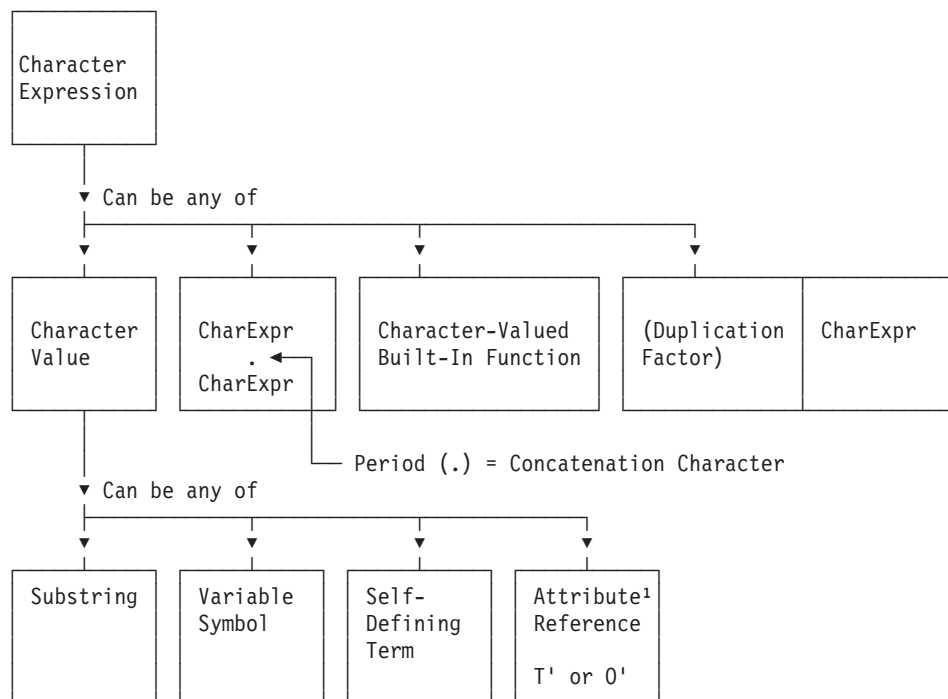 Character
Expression
Can be any of
Character
Value
CharExpr
.
CharExpr
Character-Valued
Built-In Function
(Duplication
Factor)
CharExpr
Period (.) = Concatenation Character
Can be any of
Substring
Variable
Symbol
Self-
Defining
Term
Attribute¹
Reference
T' or O'